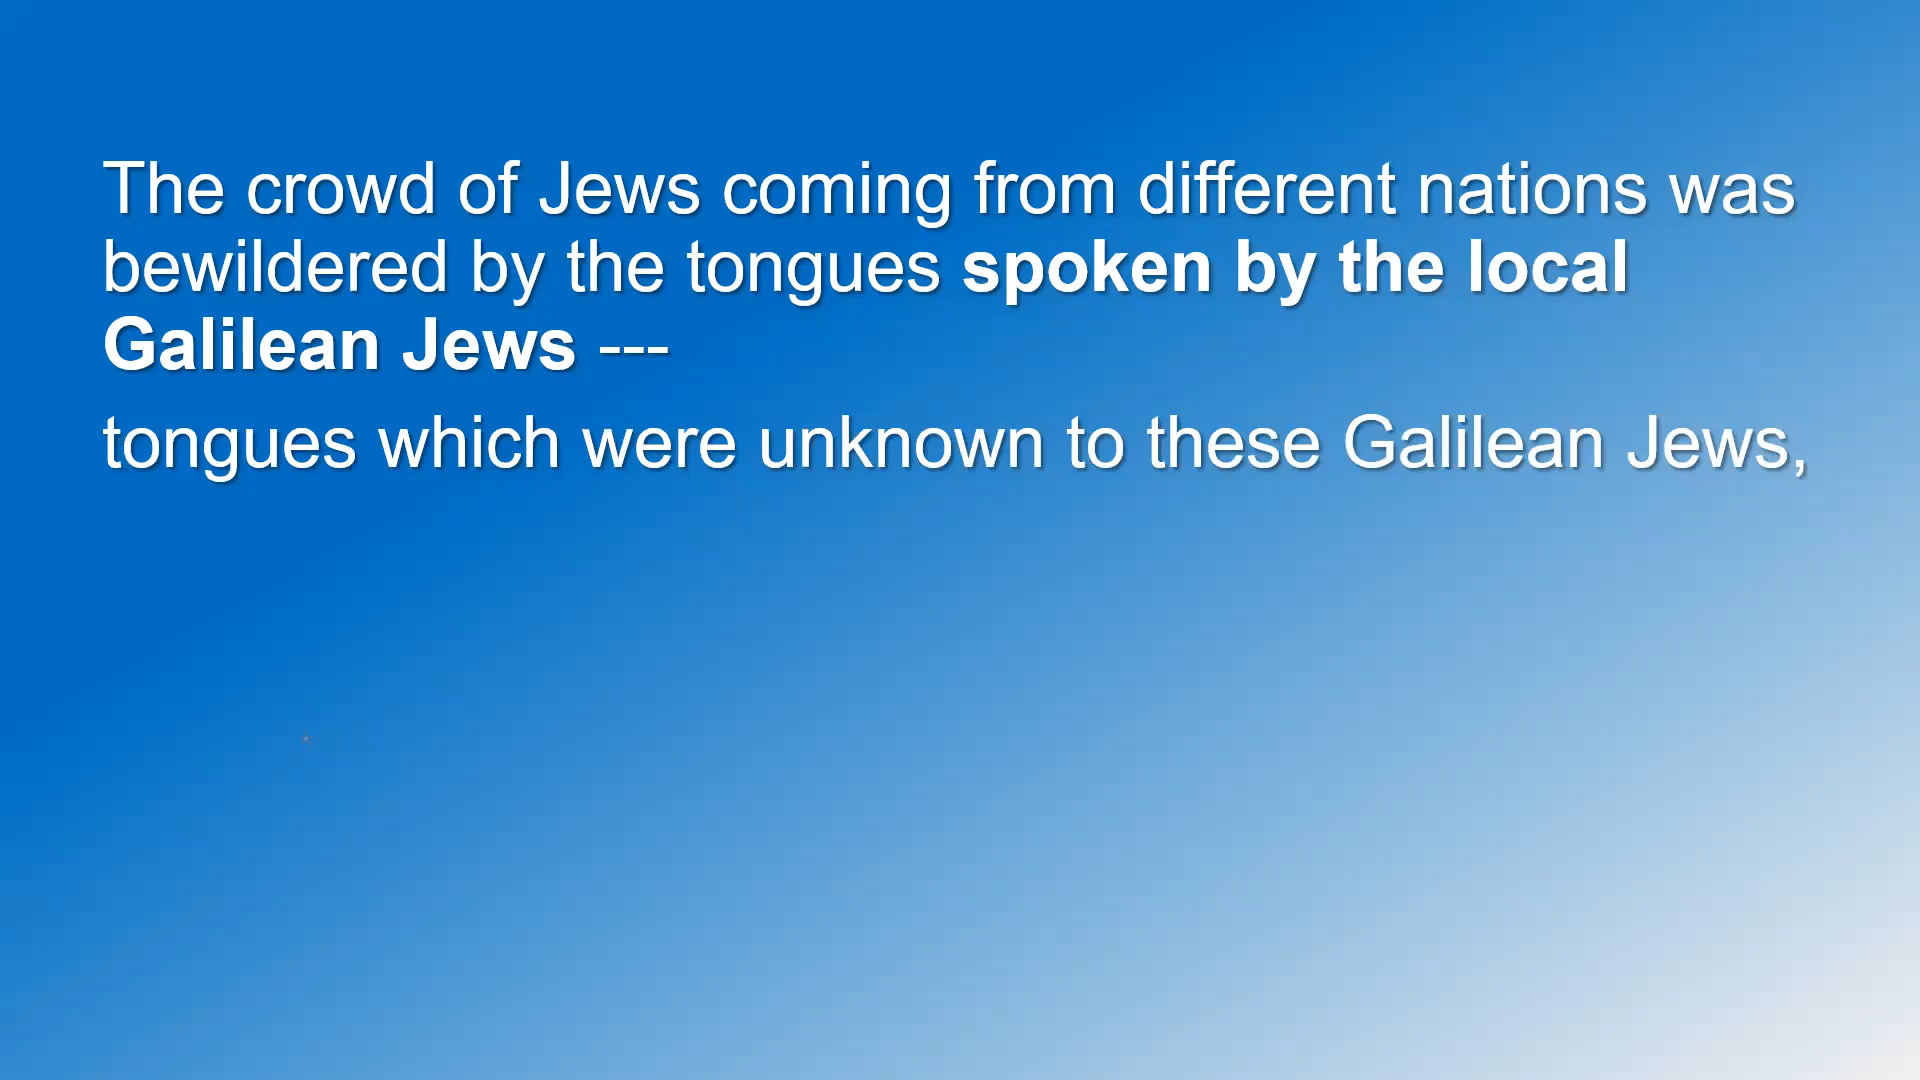 The crowd of Jews coming from different nations was
bewildered by the tongues spoken by the local
Galilean Jews ---
tongues which were unknown to these Galilean Jews,